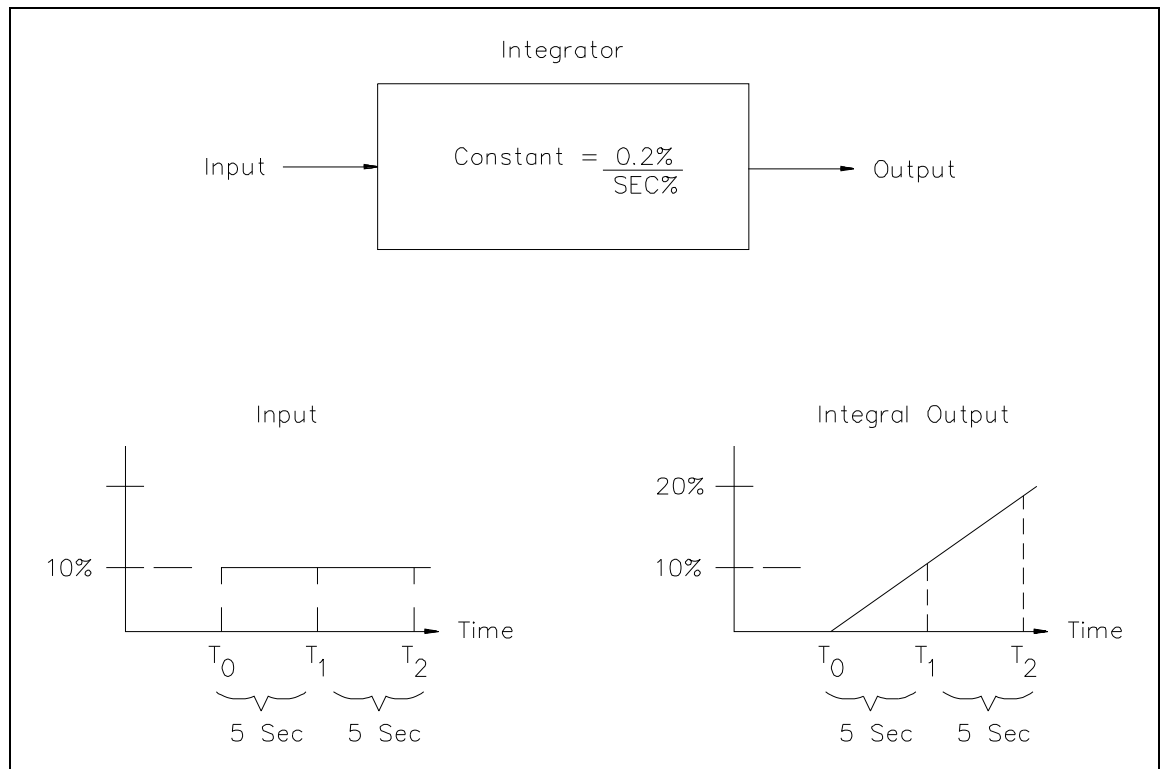 Integrator
Input
Constant = 0.2%
SEC%
Output
Input
10%
Time
T0 T1 T2
5 Sec 5 Sec
Integral Output
20%
10%
Time
T0 T1 T2
5 Sec 5 Sec